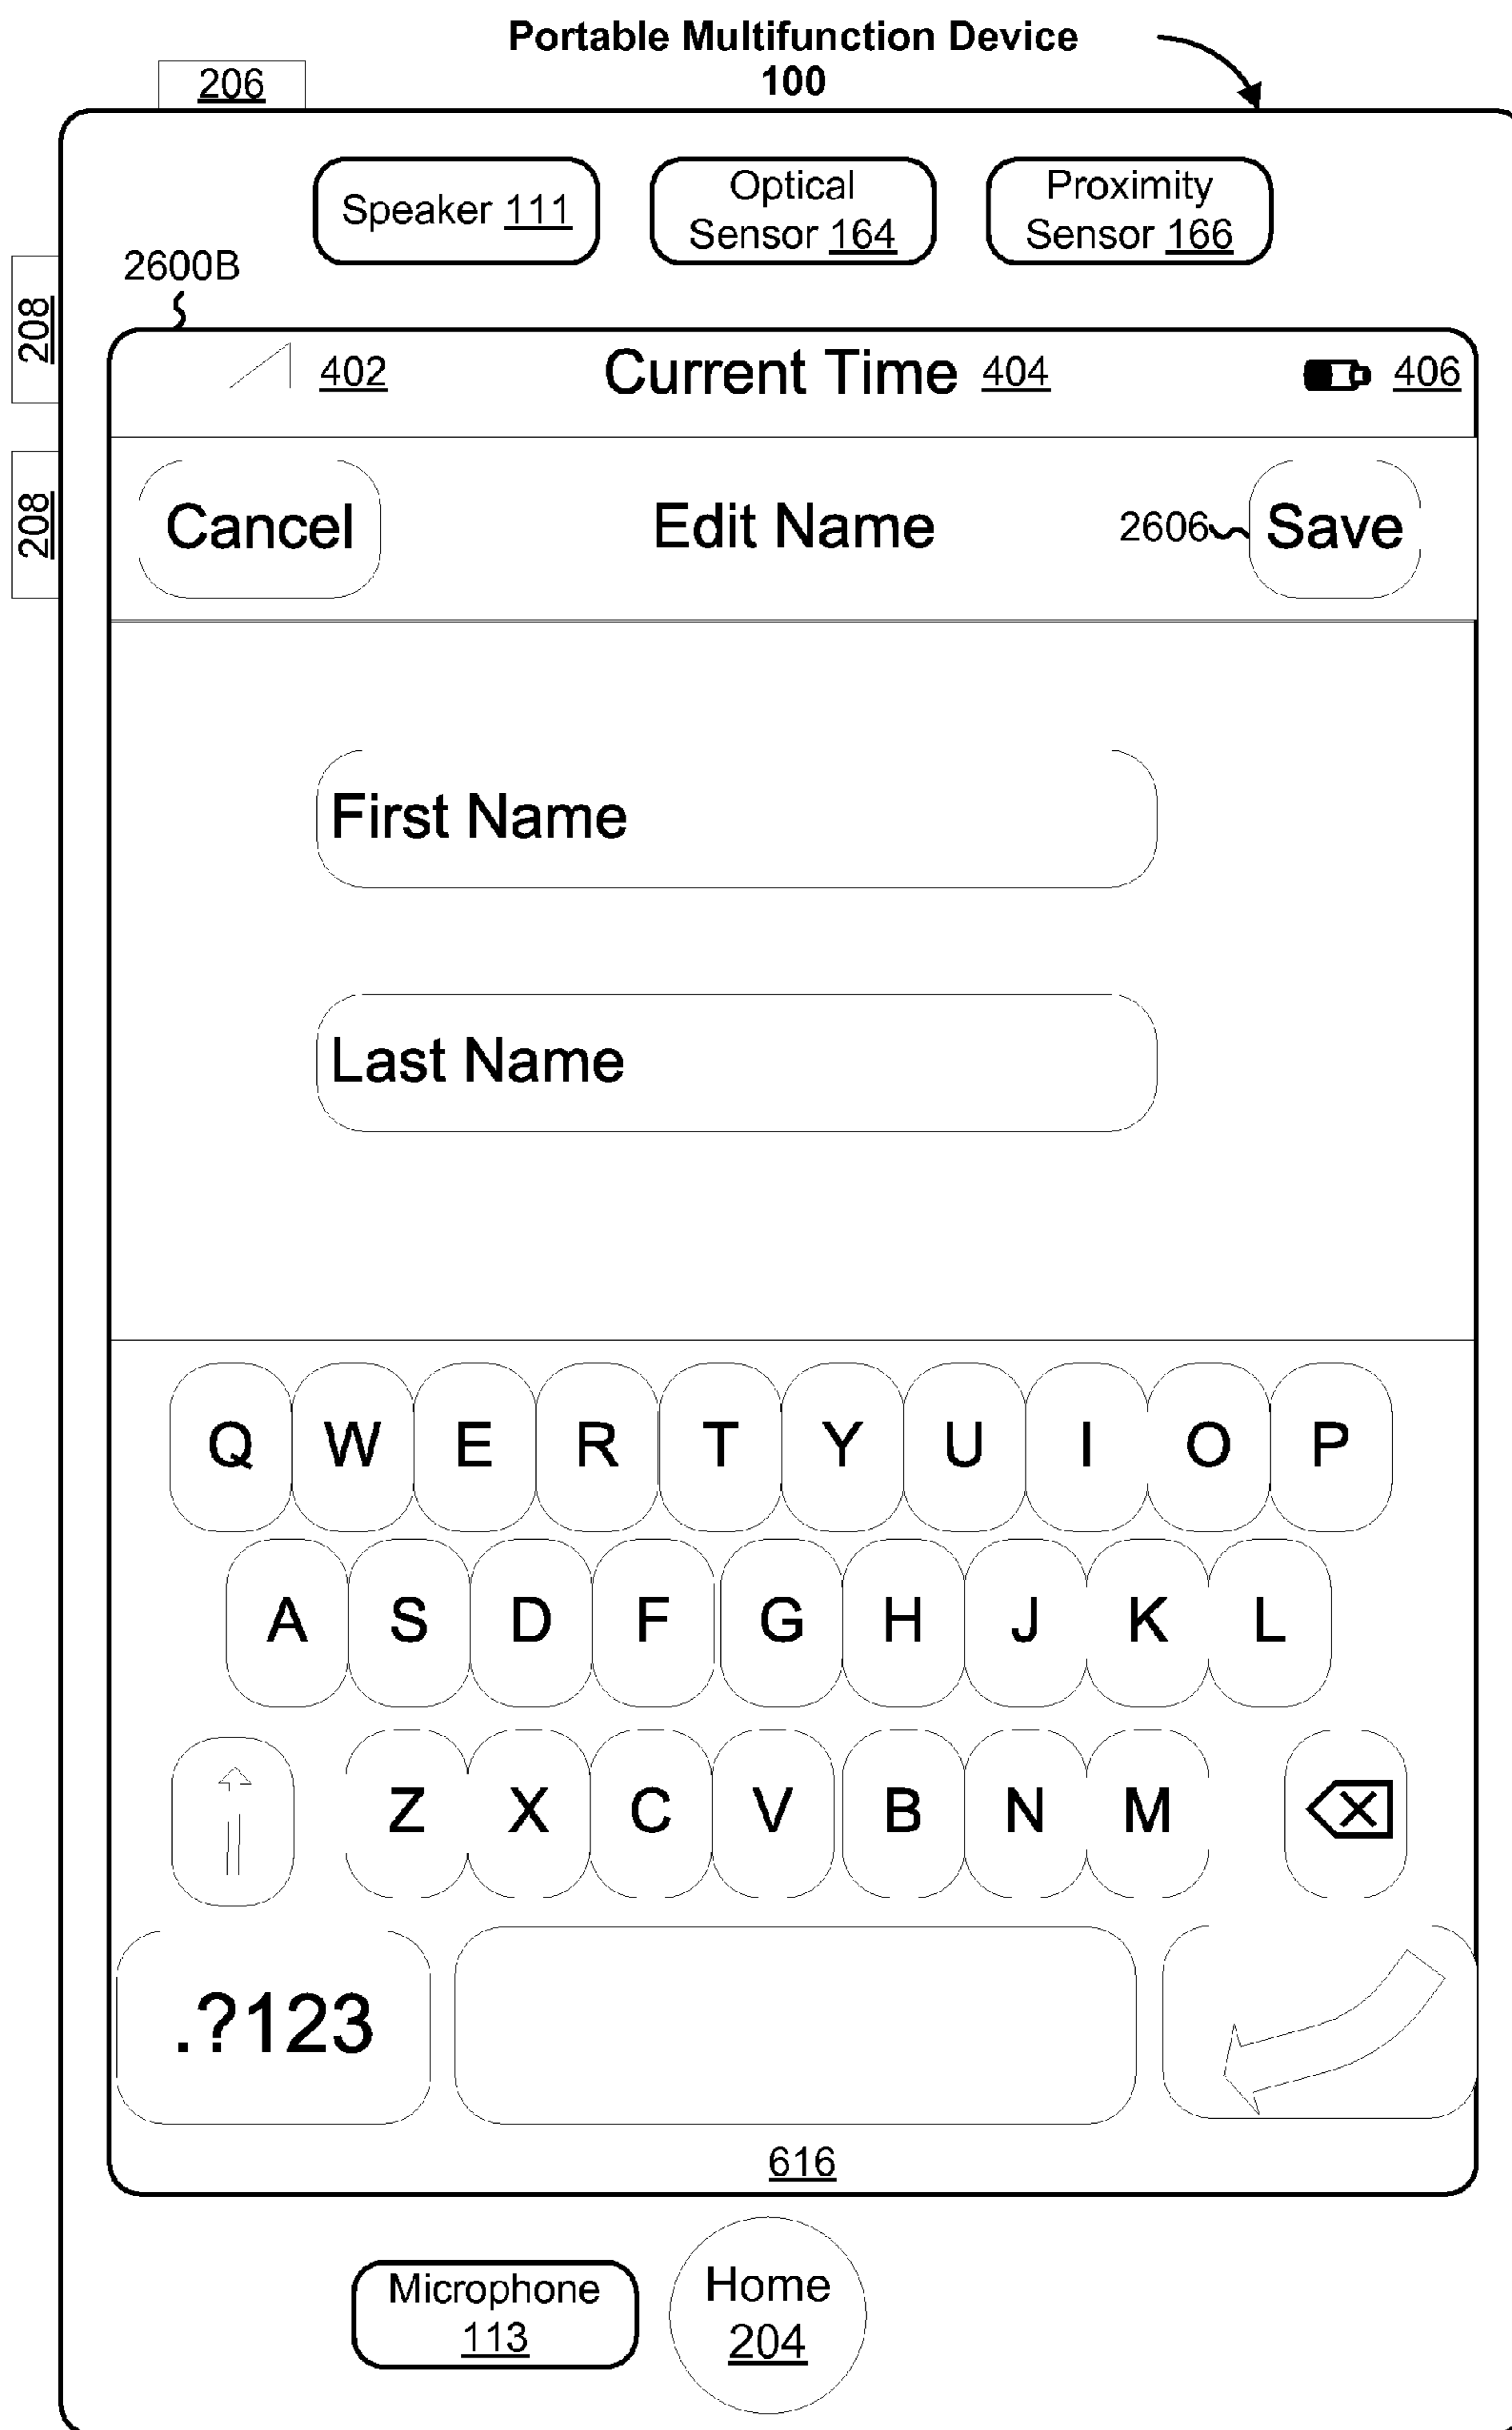 Portable Multifunction Device
100
206
Speaker 111
Optical
Sensor 164
Proximity
Sensor 166
2600B
208
402
Current Time 404
406
208
Cancel
Edit Name
2606
Save
First Name
Last Name
Q W E R T Y U I O P
A S D F G H J K L
Z X C V B N M
.?123
616
Microphone
113
Home
204